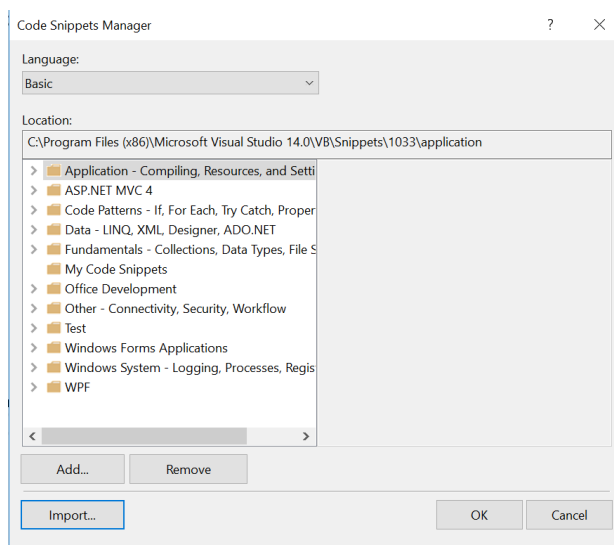 Code Snippets Manager ?
Language:
Basic
Location:
C:\Program Files (x86)\Microsoft Visual Studio 14.0\VB\Snippets\1033\application
Application - Compiling, Resources, and Setti
ASP.NET MVC 4
Code Patterns - If, For Each, Try Catch, Proper
Data - LINQ, XML, Designer, ADO.NET
Fundamentals - Collections, Data Types, File S
My Code Snippets
Office Development
Other - Connectivity, Security, Workflow
Test
Windows Forms Applications
Windows System - Logging, Processes, Regis
WPF
Add... Remove
Import... OK Cancel